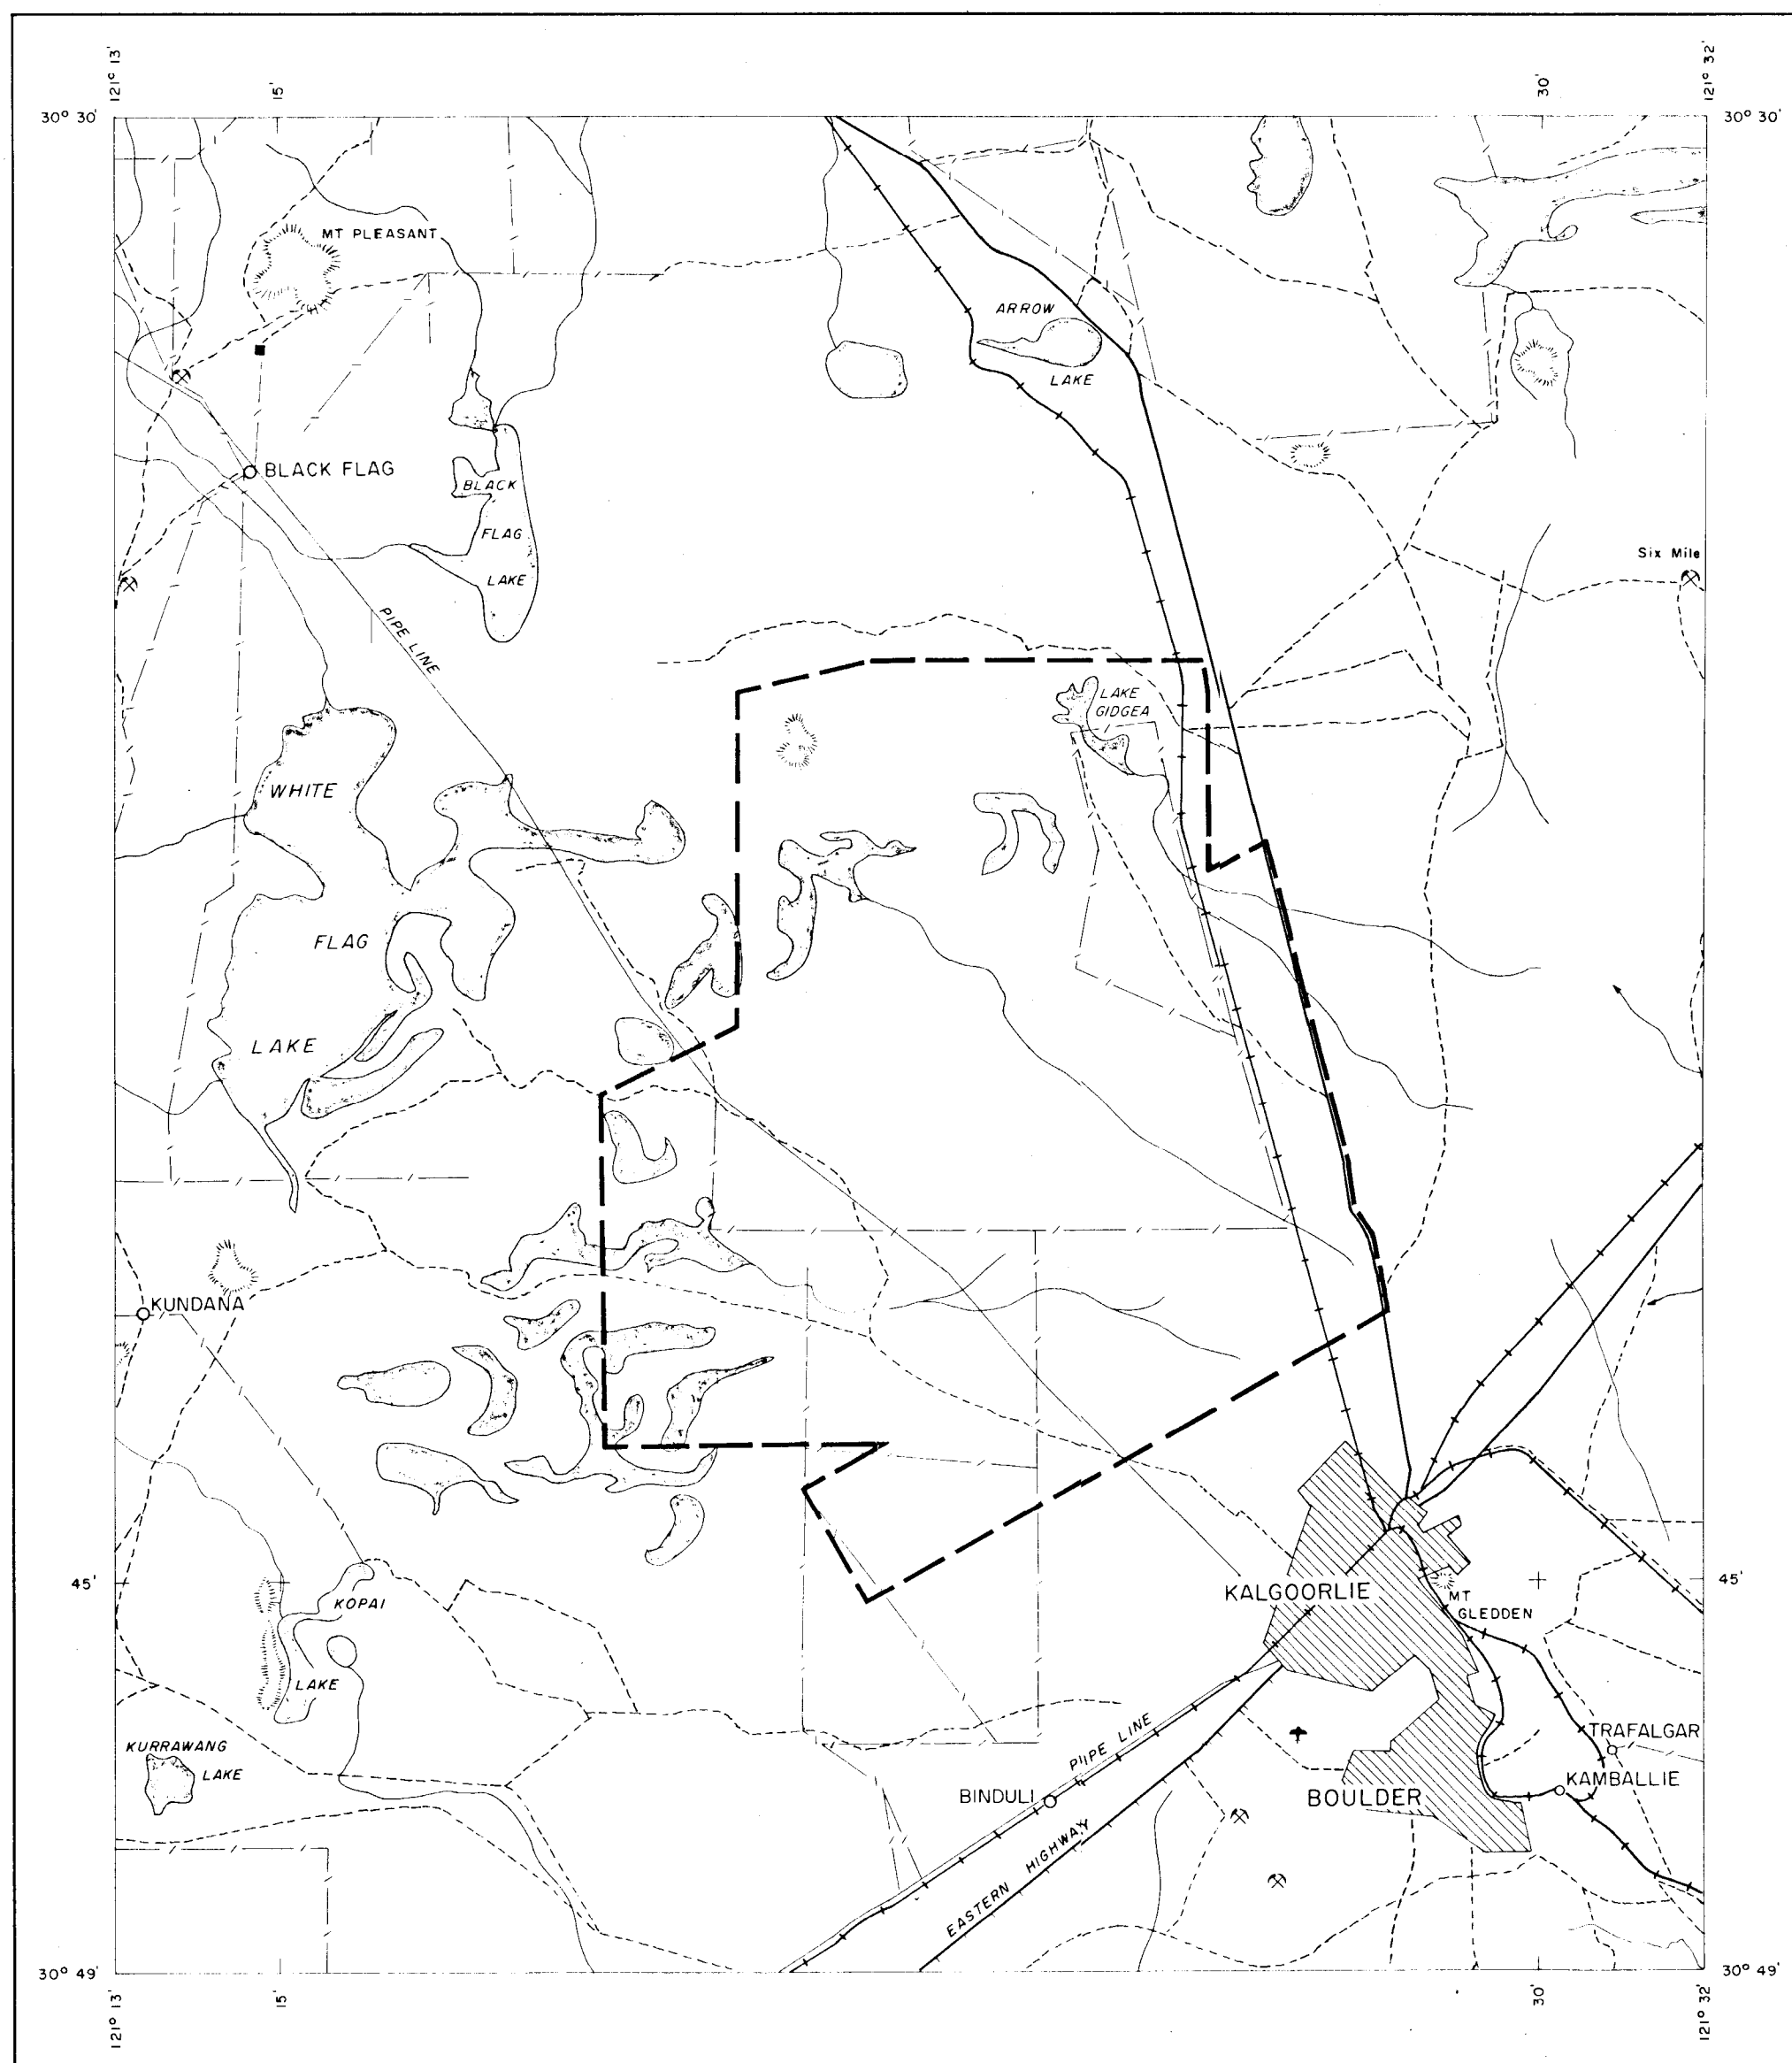 121° 13'
15'
30'
121° 32'
30° 30'
30° 30'
MT PLEASANT
ARROW
LAKE
BLACK FLAG
BLACK
FLAG
LAKE
Six Mile
PIPE LINE
LAKE
GIDGEA
WHITE
FLAG
LAKE
KUNDANA
45'
KALGOORLIE
45'
KOPAI
MT
GLEDDEN
LAKE
PIPE LINE
TRAFALGAR
KURRAWANG
LAKE
KAMBALLIE
BINDULI
BOULDER
EASTERN HIGHWAY
30° 49'
30° 49'
121° 13'
15'
30'
121° 32'